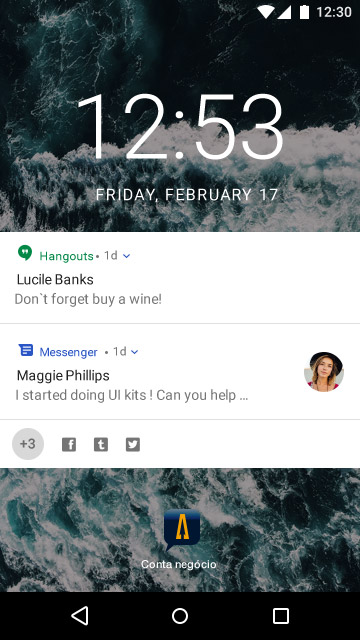 12:30
12:53
FRIDAY, FEBRUARY 17
Hangouts • 1d
Lucile Banks
Don`t forget buy a wine!
Messenger • 1d
Maggie Phillips
I started doing UI kits ! Can you help ...
+3
Conta negócio